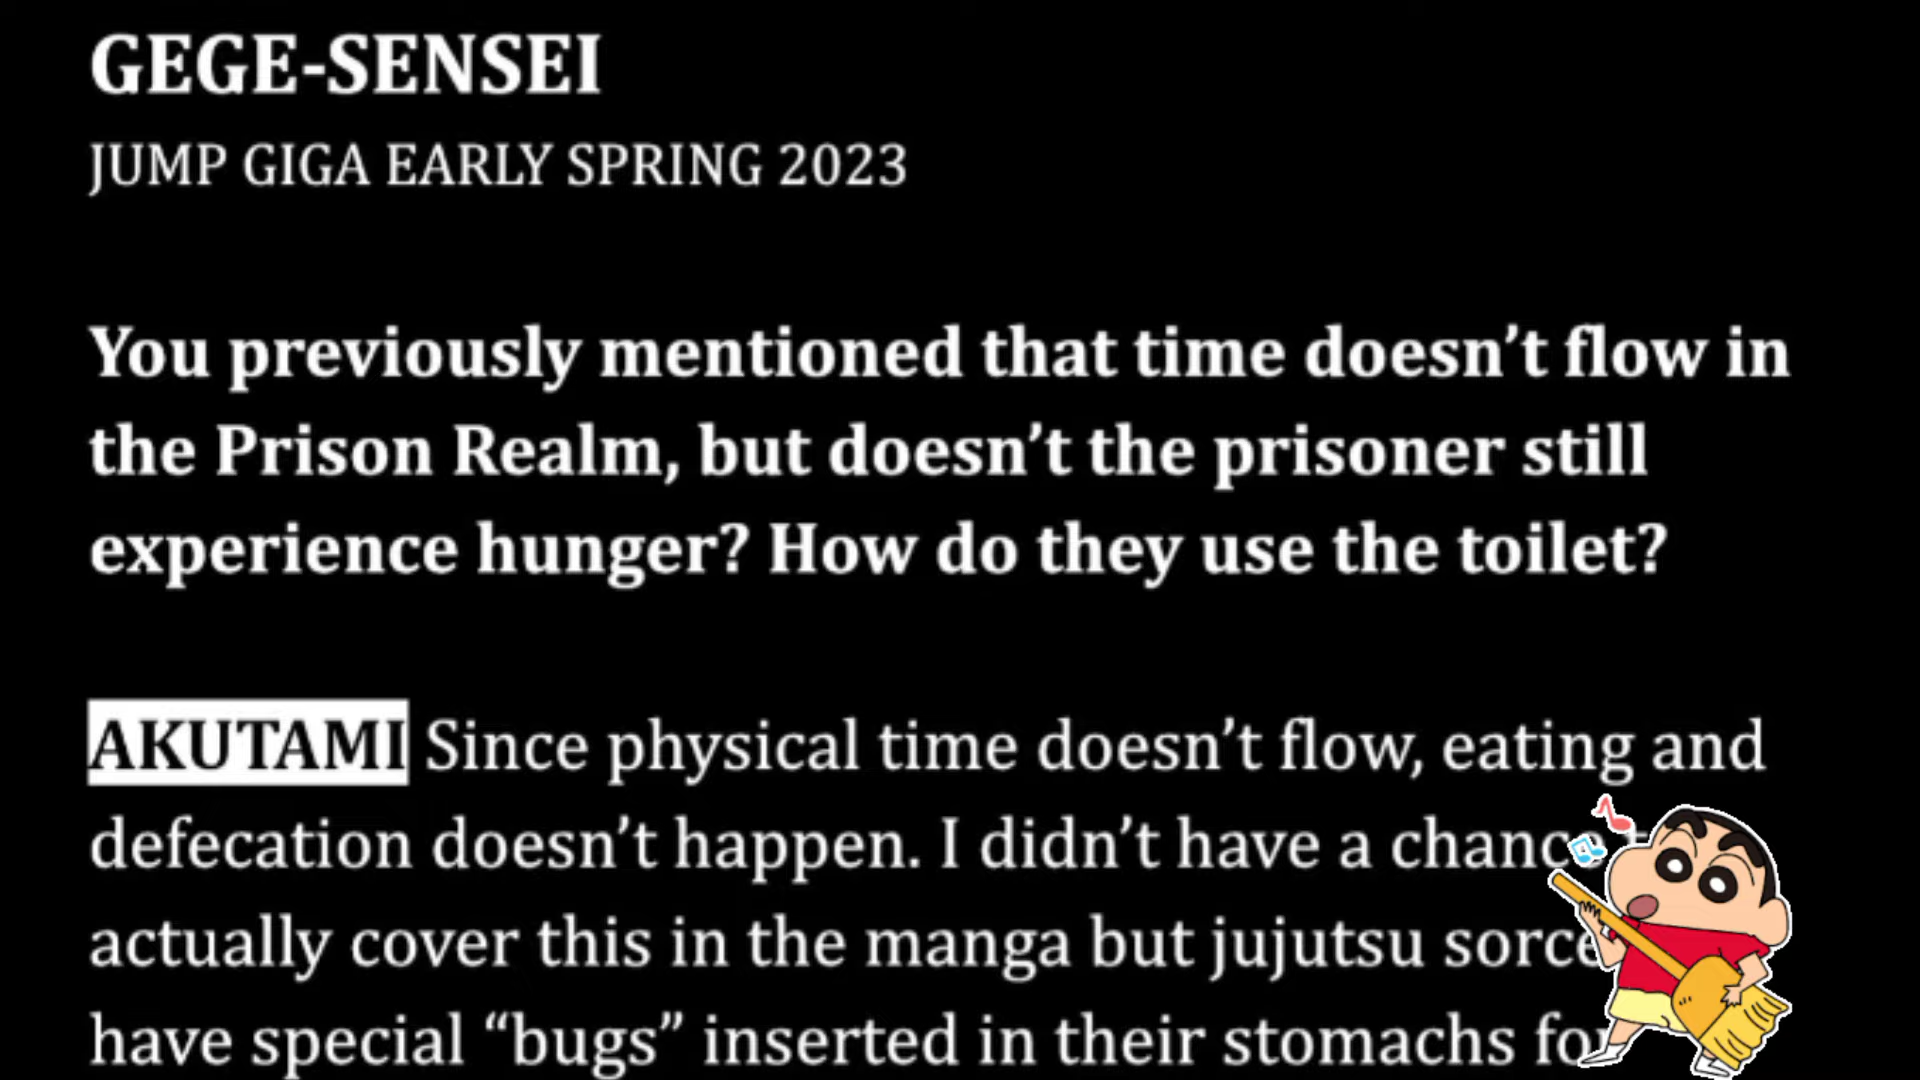 GEGE-SENSEI
JUMP GIGA EARLY SPRING 2023
You previously mentioned that time doesn’t flow in
the Prison Realm, but doesn’t the prisoner still
experience hunger? How do they use the toilet?
AKUTAMI Since physical time doesn’t flow, eating and
defecation doesn’t happen. I didn’t have a
actually cover this in the manga but jujutsu
have special “bugs” inserted in their stomachs